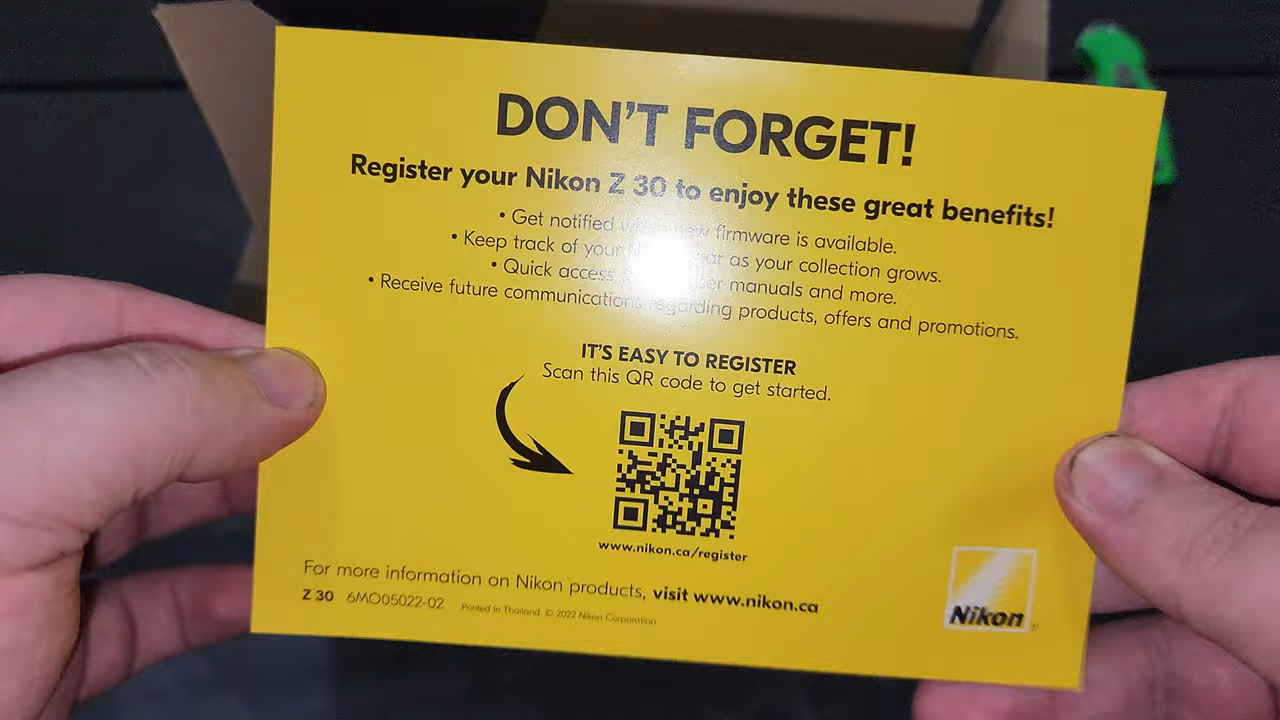 DON'T FORGET!
Register your Nikon Z 30 to enjoy these great benefits!
• Get notified when new firmware is available.
• Keep track of your as your collection grows.
• Quick access manuals and more.
• Receive future communications regarding products, offers and promotions.
IT'S EASY TO REGISTER
Scan this QR code to get started.
www.nikon.ca/register
For more information on Nikon products, visit www.nikon.ca
Z 30 6MO05022-02 Printed in Thailand. © 2022 Nikon Corporation
Nikon®